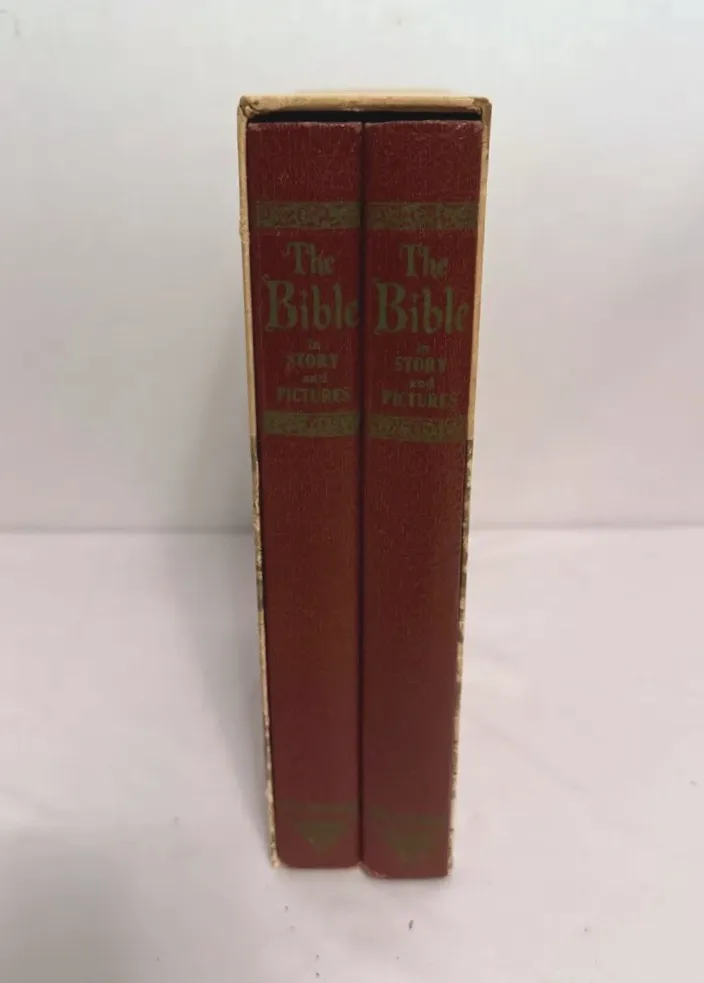 The
Bible
in
STORY
and
PICTURES
The
Bible
in
STORY
and
PICTURES